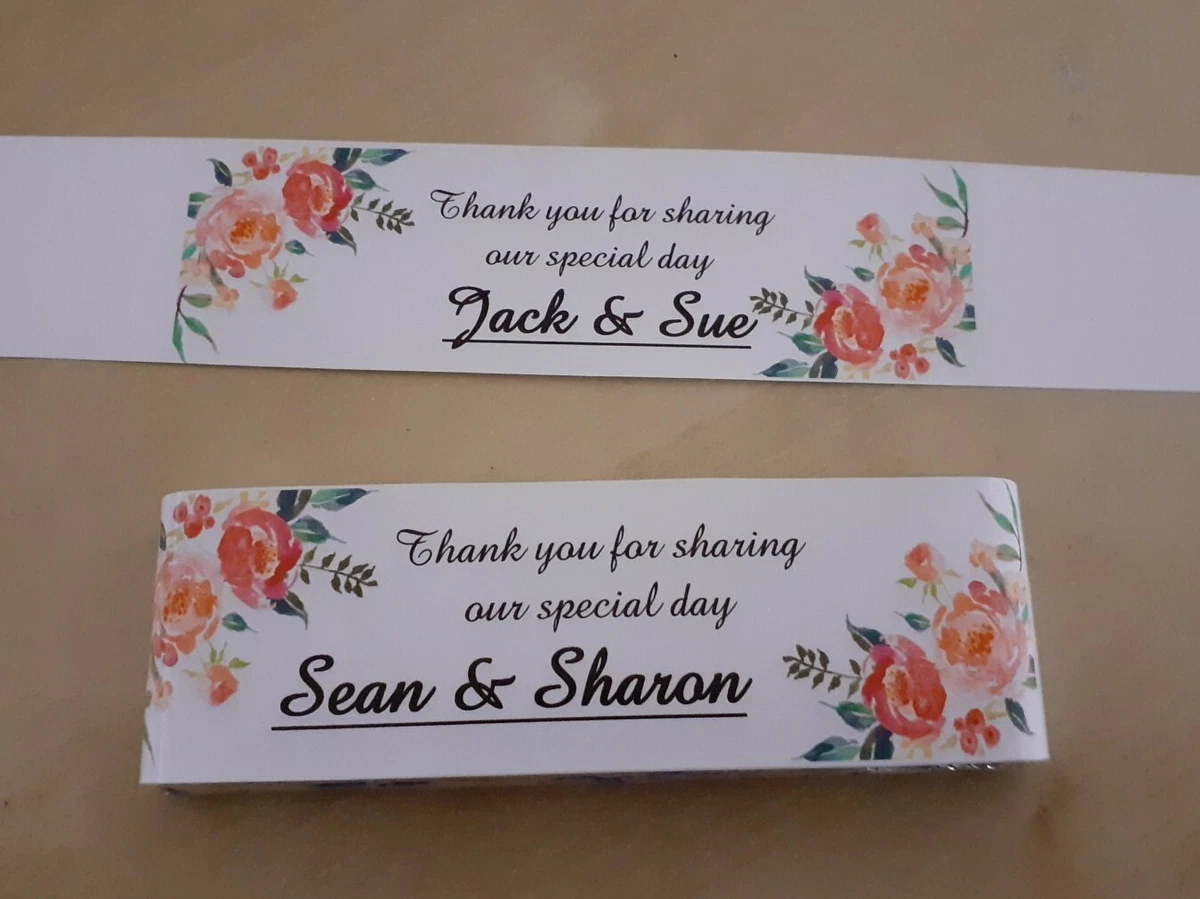 Thank you for sharing
our special day
Jack & Sue
Thank you for sharing
our special day
Sean & Sharon